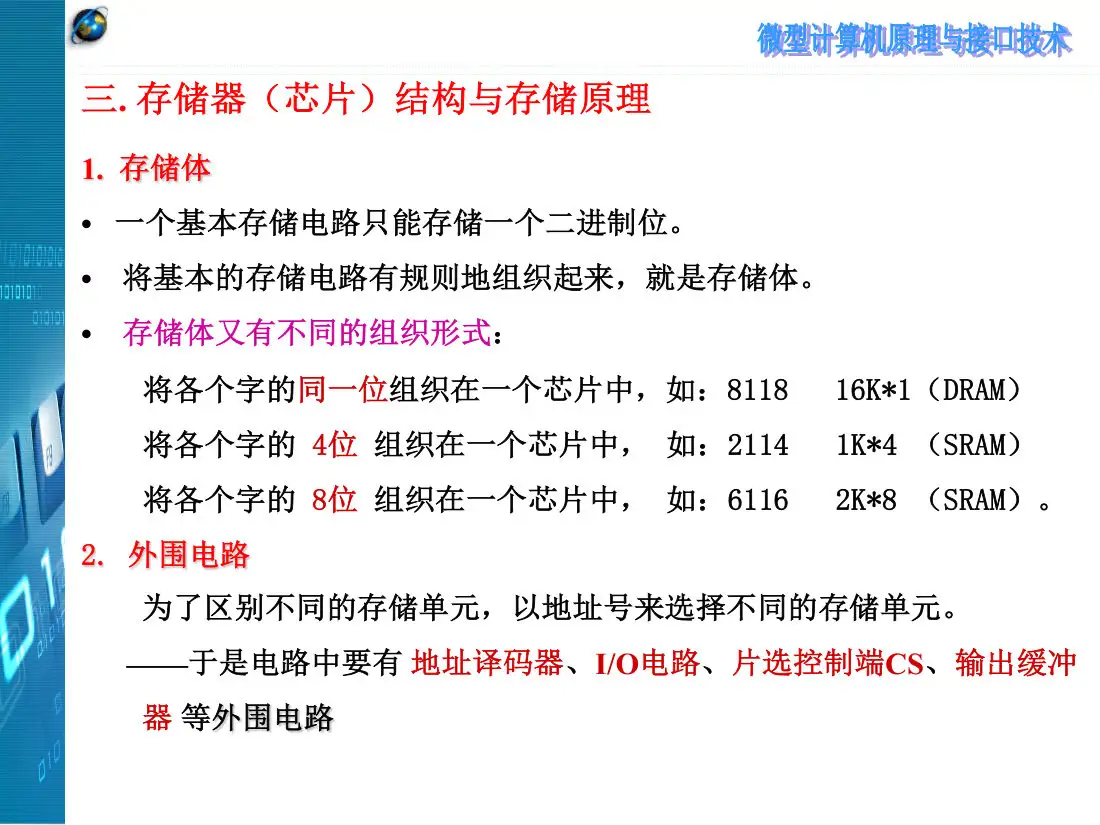 微型计算机原理与接口技术
三.存储器（芯片）结构与存储原理
1. 存储体
• 一个基本存储电路只能存储一个二进制位。
• 将基本的存储电路有规则地组织起来，就是存储体。
• 存储体又有不同的组织形式：
将各个字的同一位组织在一个芯片中，如：8118 16K*1（DRAM）
将各个字的 4位 组织在一个芯片中， 如：2114 1K*4 （SRAM）
将各个字的 8位 组织在一个芯片中， 如：6116 2K*8 （SRAM）。
2. 外围电路
为了区别不同的存储单元，以地址号来选择不同的存储单元。
——于是电路中要有 地址译码器、I/O电路、片选控制端CS、输出缓冲
器 等外围电路